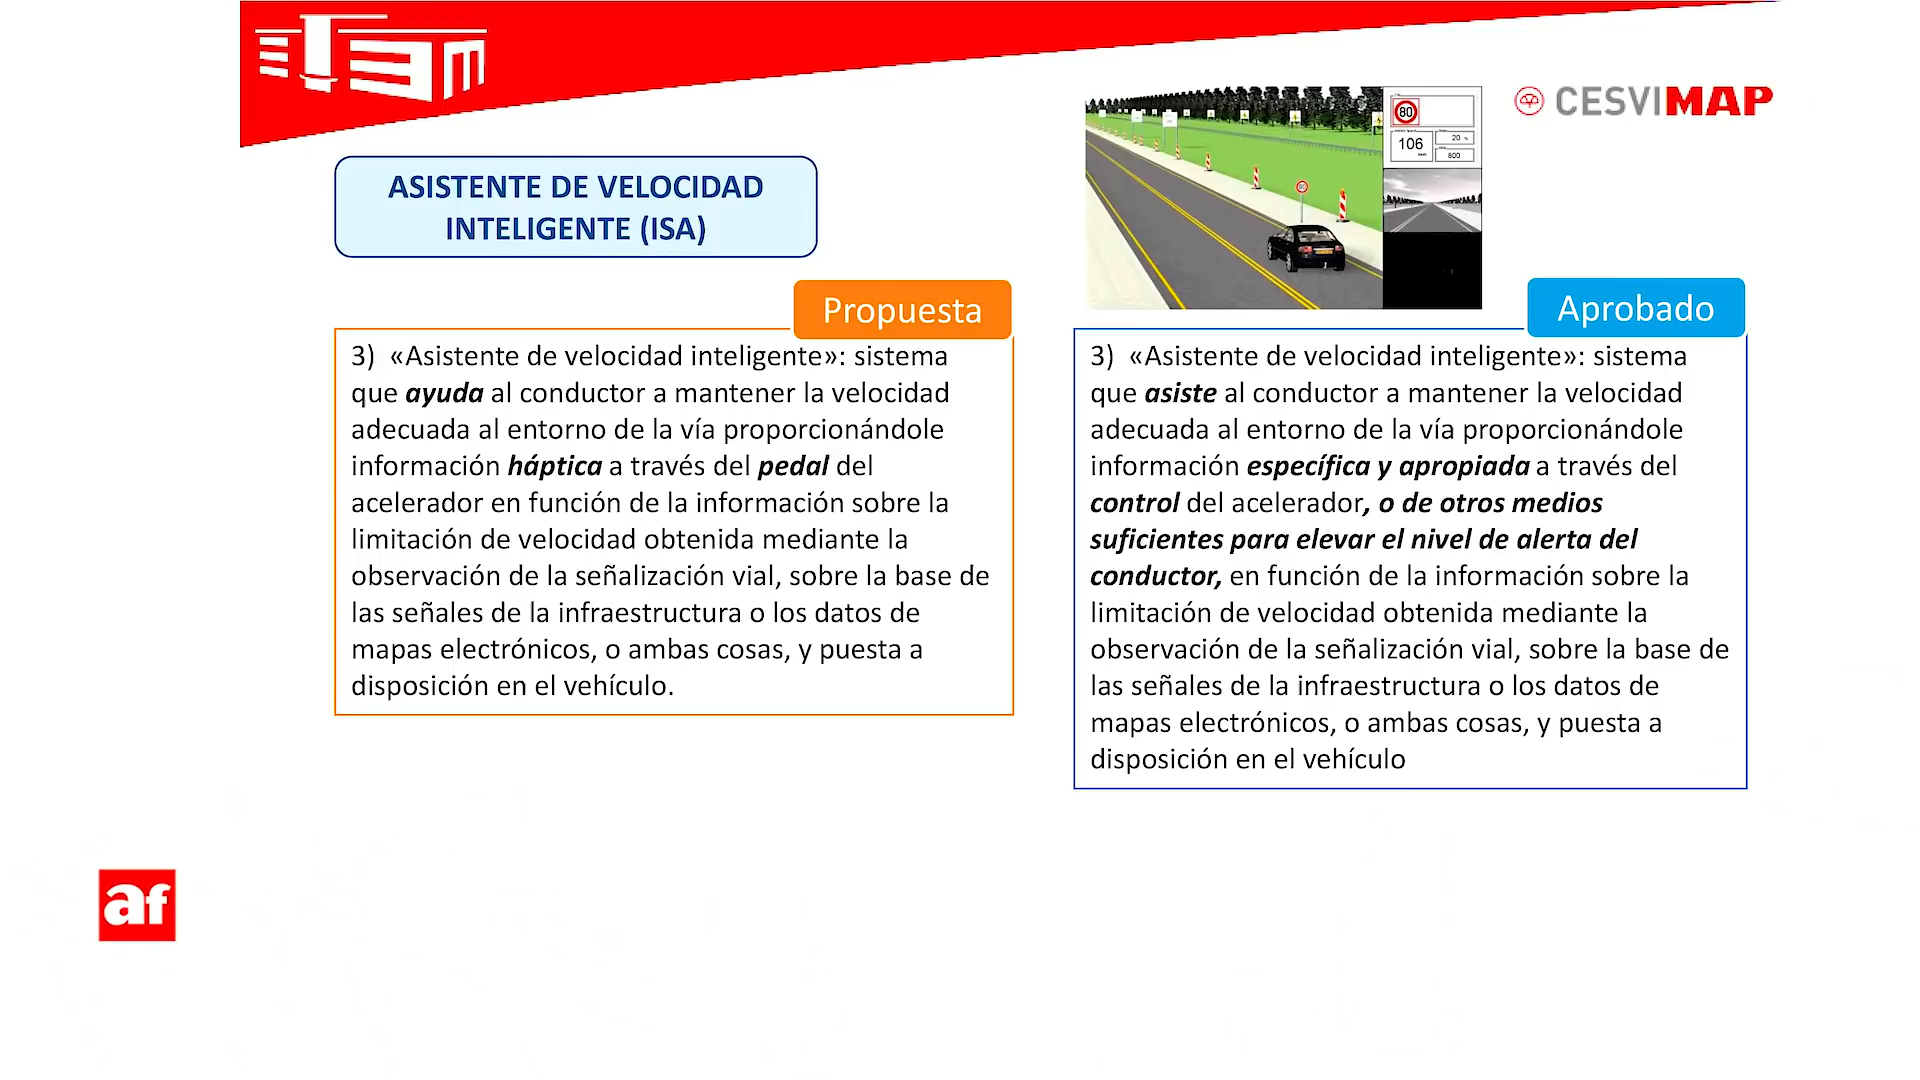 CESVIMAP
80
106
20 %
800
80
ASISTENTE DE VELOCIDAD
INTELIGENTE (ISA)
Propuesta
3) «Asistente de velocidad inteligente»: sistema
que ayuda al conductor a mantener la velocidad
adecuada al entorno de la vía proporcionándole
información háptica a través del pedal del
acelerador en función de la información sobre la
limitación de velocidad obtenida mediante la
observación de la señalización vial, sobre la base de
las señales de la infraestructura o los datos de
mapas electrónicos, o ambas cosas, y puesta a
disposición en el vehículo.
Aprobado
3) «Asistente de velocidad inteligente»: sistema
que asiste al conductor a mantener la velocidad
adecuada al entorno de la vía proporcionándole
información específica y apropiada a través del
control del acelerador, o de otros medios
suficientes para elevar el nivel de alerta del
conductor, en función de la información sobre la
limitación de velocidad obtenida mediante la
observación de la señalización vial, sobre la base de
las señales de la infraestructura o los datos de
mapas electrónicos, o ambas cosas, y puesta a
disposición en el vehículo
af